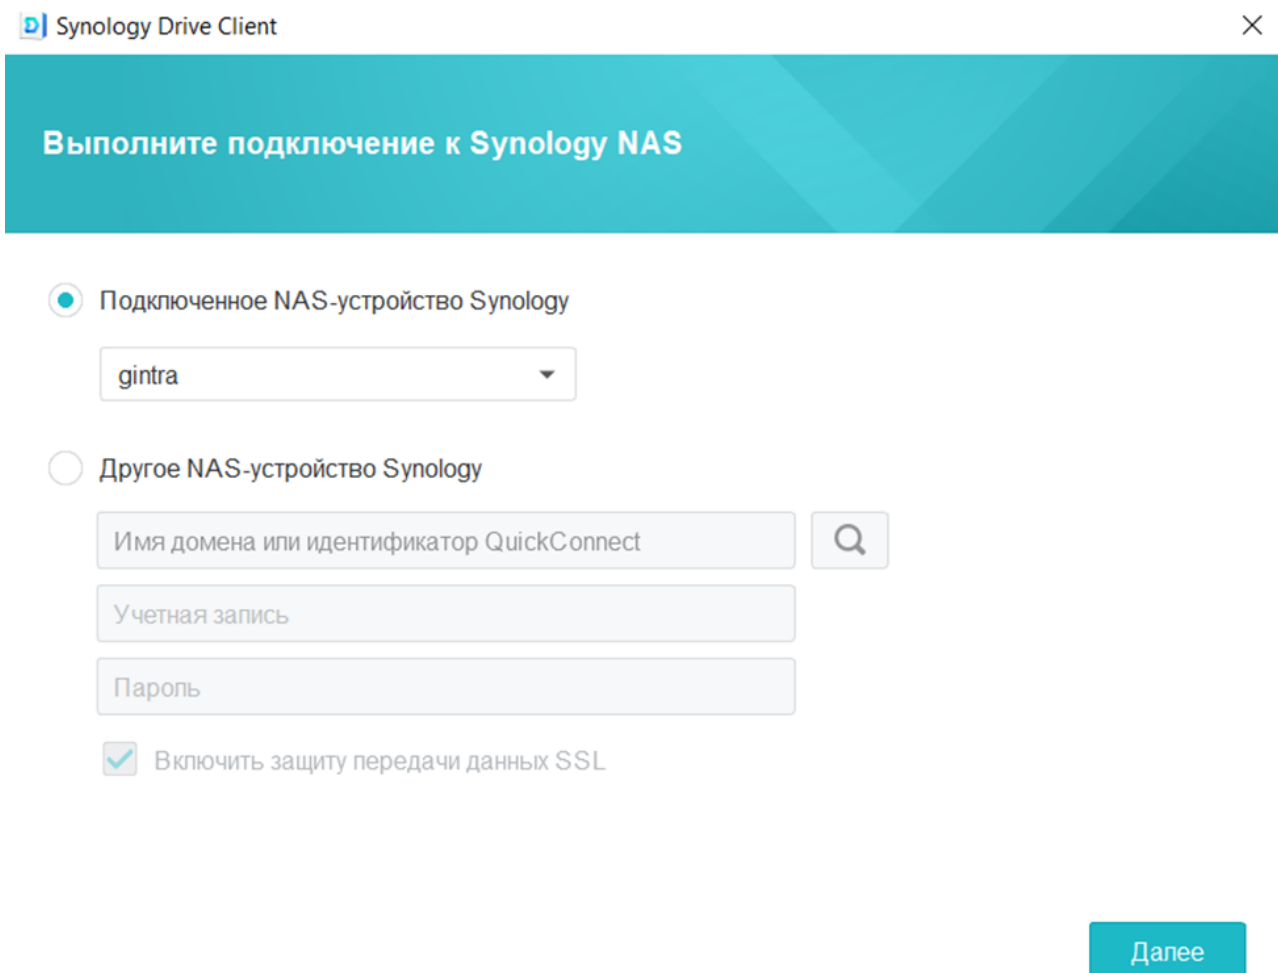 Synology Drive Client
Выполните подключение к Synology NAS
Подключенное NAS-устройство Synology
gintra
Другое NAS-устройство Synology
Имя домена или идентификатор QuickConnect
Учетная запись
Пароль
Включить защиту передачи данных SSL
Далее